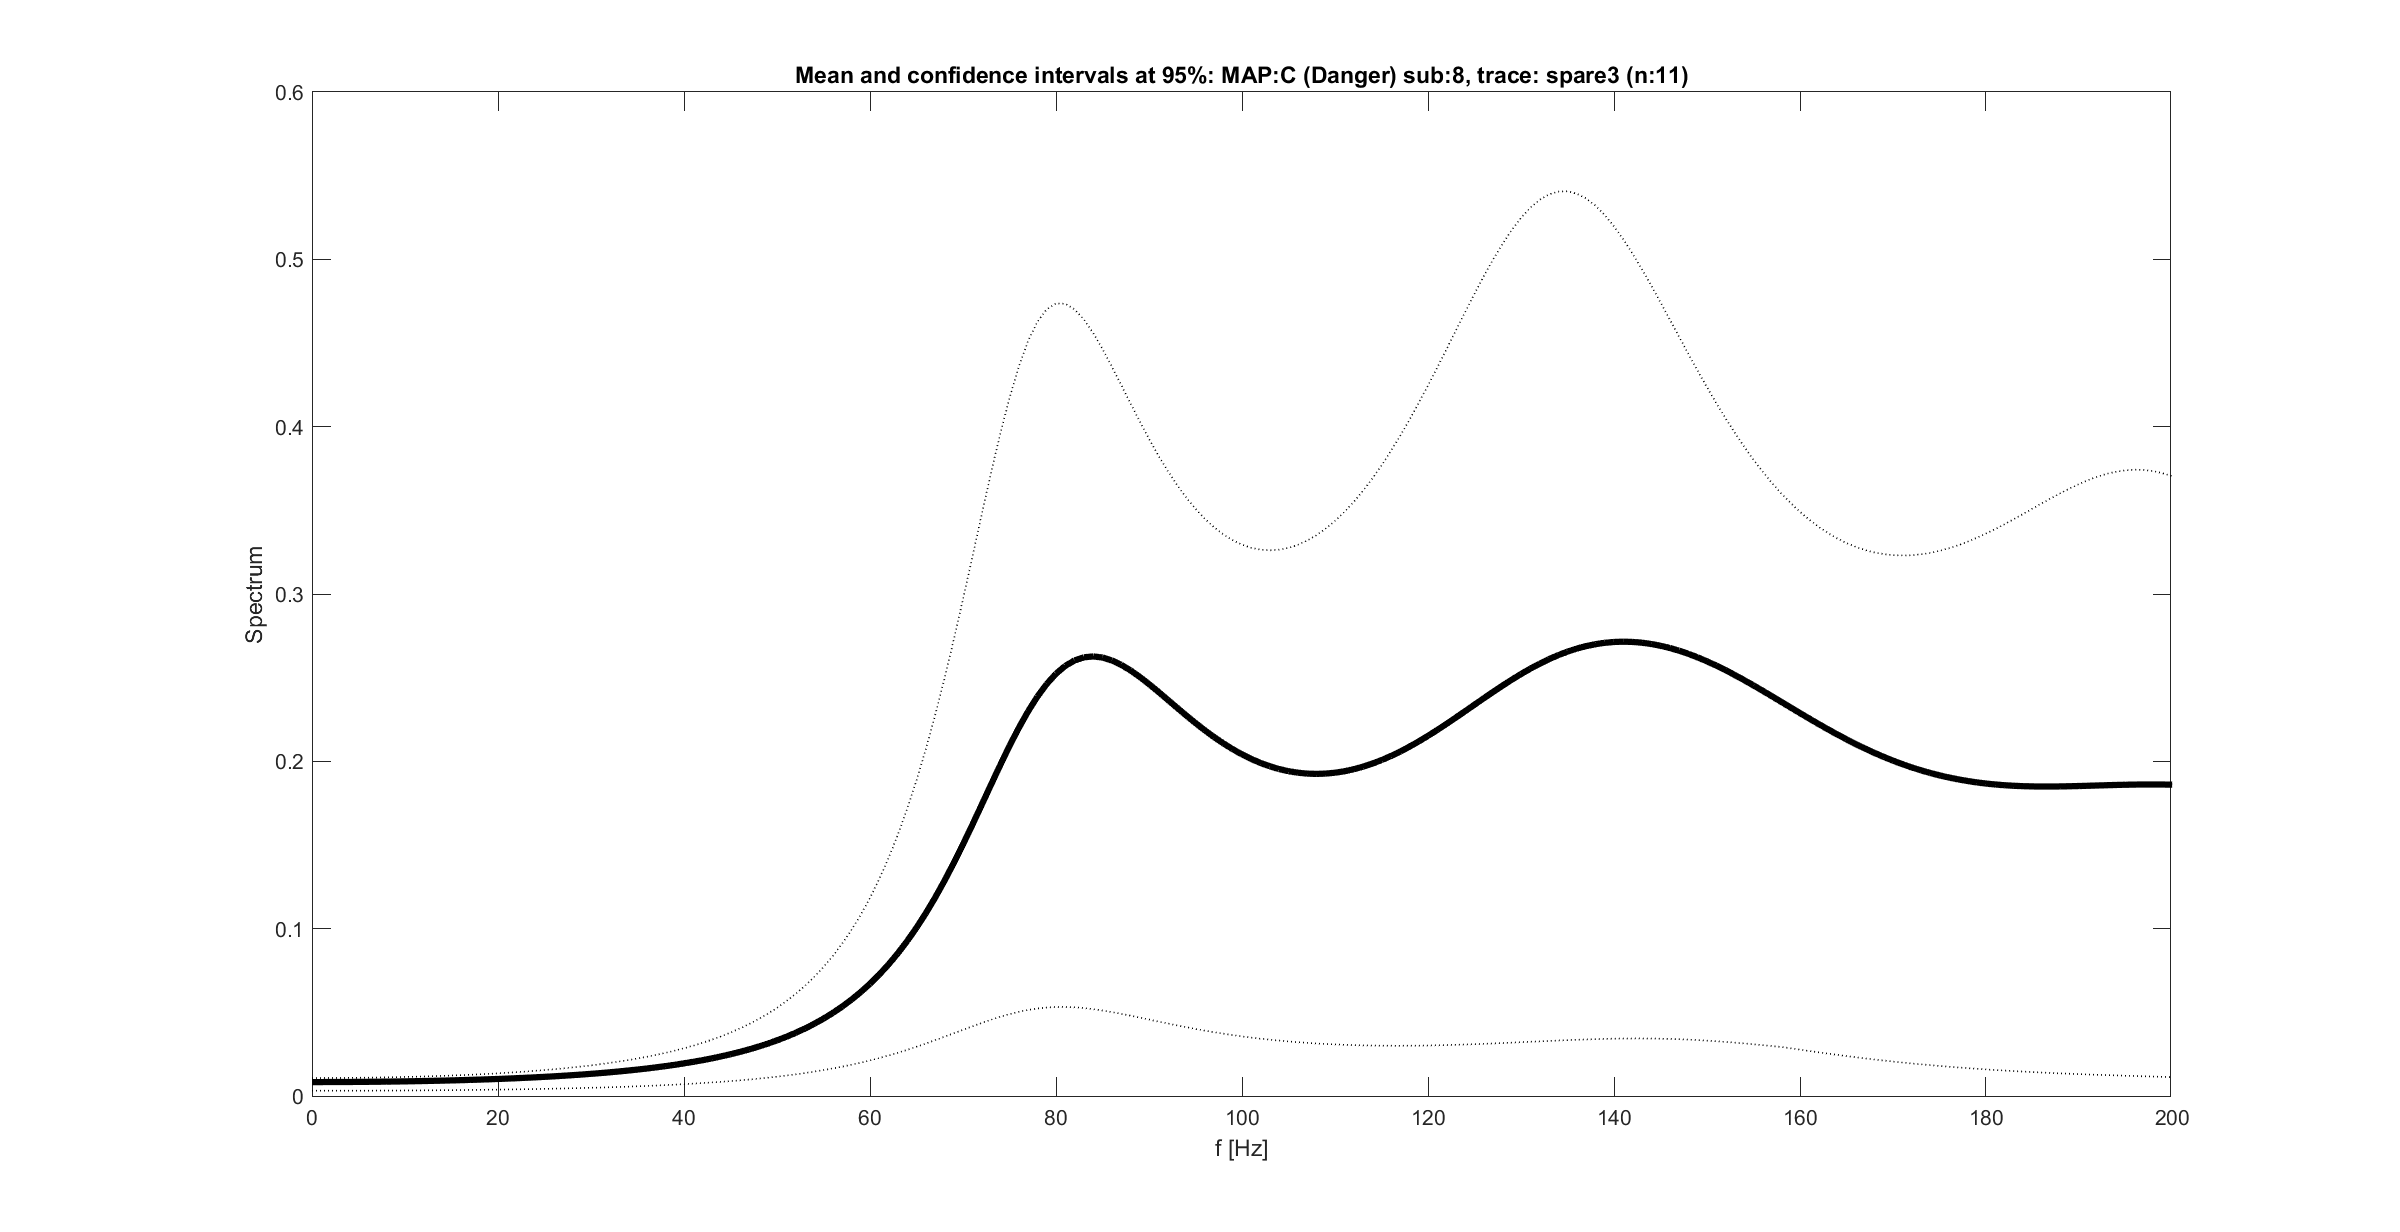 Mean and confidence intervals at 95%: MAP:C (Danger) sub:8, trace: spare3 (n:11)
0.6
0.5
0.4
0.3
0.2
0.1
0
Spectrum
0 20 40 60 80 100 120 140 160 180 200
f [Hz]